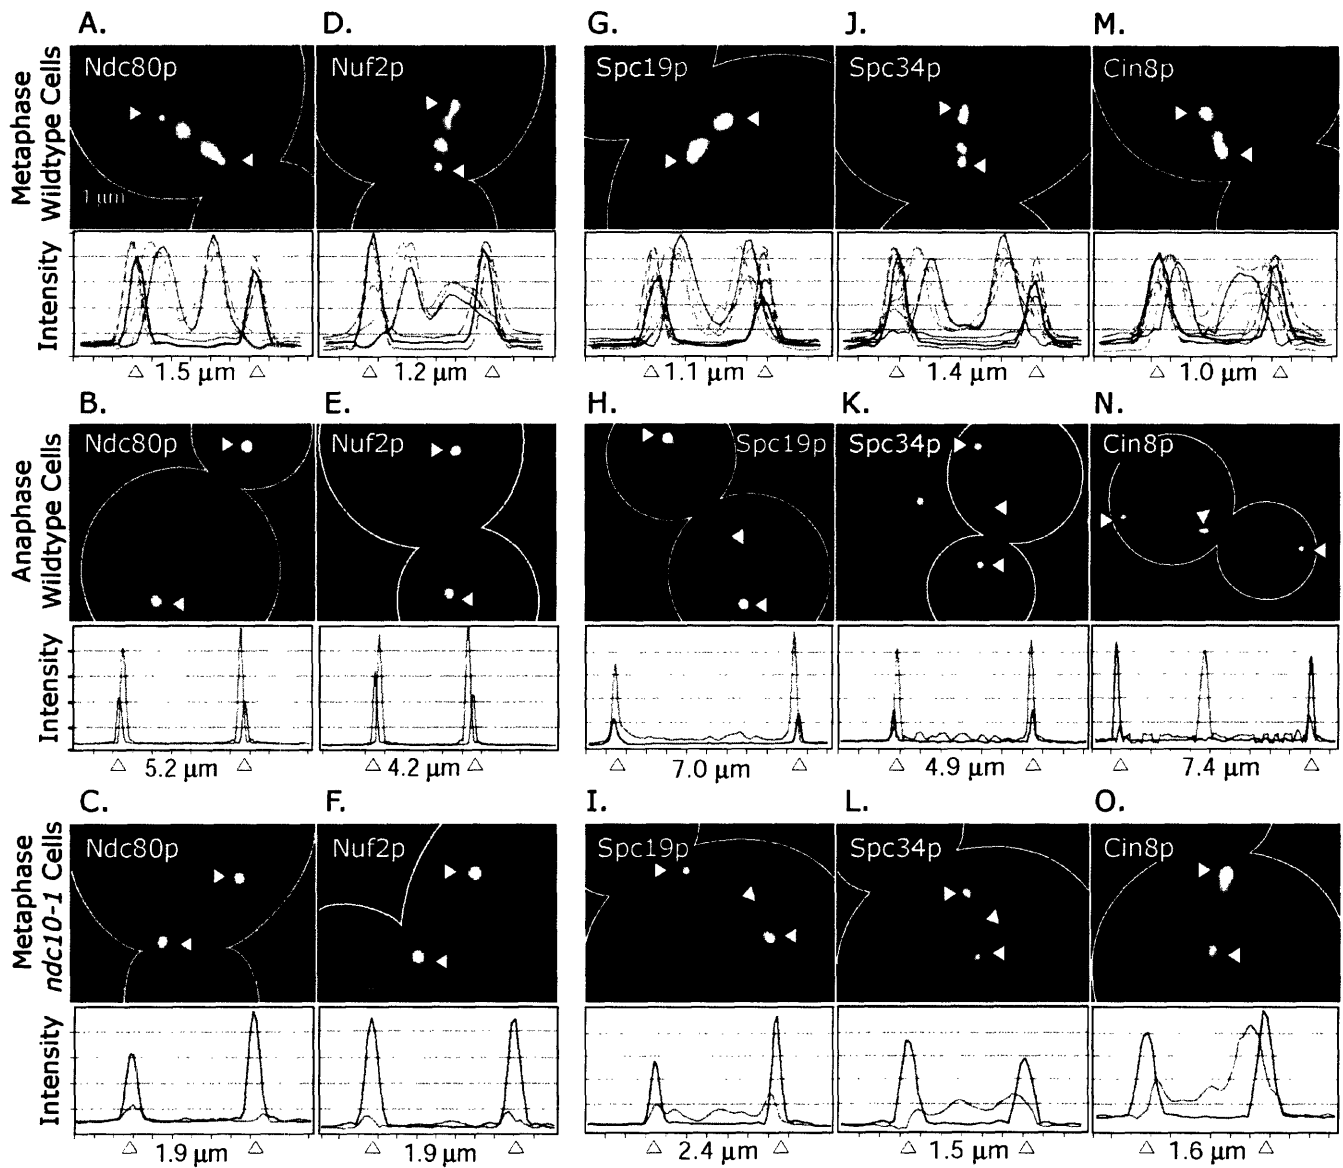 A. D. G. J. M.
Metaphase
Wildtype Cells
Ndc80p Nuf2p Spc19p Spc34p Cin8p
1 µm
Intensity
1.5 µm 1.2 µm 1.1 µm 1.4 µm 1.0 µm
B. E. H. K. N.
Anaphase
Wildtype Cells
Ndc80p Nuf2p Spc19p Spc34p Cin8p
Intensity
5.2 µm 4.2 µm 7.0 µm 4.9 µm 7.4 µm
C. F. I. L. O.
Metaphase
ndc10-1 Cells
Ndc80p Nuf2p Spc19p Spc34p Cin8p
Intensity
1.9 µm 1.9 µm 2.4 µm 1.5 µm 1.6 µm